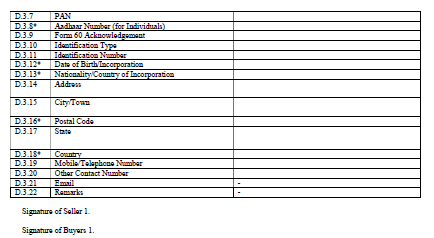 D.3.7 PAN
D.3.8* Aadhaar Number (for Individuals)
D.3.9 Form 60 Acknowledgement
D.3.10 Identification Type
D.3.11 Identification Number
D.3.12* Date of Birth/Incorporation
D.3.13* Nationality/Country of Incorporation
D.3.14 Address
D.3.15 City/Town
D.3.16* Postal Code
D.3.17 State
D.3.18* Country
D.3.19 Mobile/Telephone Number
D.3.20 Other Contact Number
D.3.21 Email -
D.3.22 Remarks -
Signature of Seller 1.
Signature of Buyers 1.